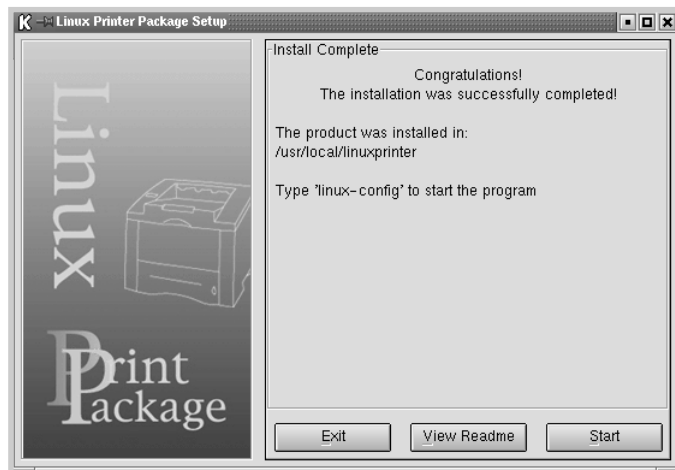 Linux Printer Package Setup
Linux
Print
Package
Install Complete
Congratulations!
The installation was successfully completed!
The product was installed in:
/usr/local/linuxprinter
Type 'linux-config' to start the program
Exit
View Readme
Start